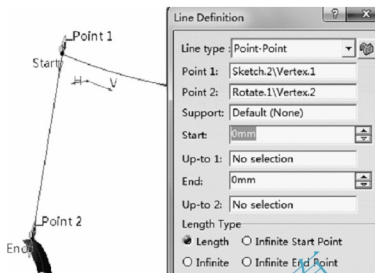 Line Definition
Point 1
Start
H
V
Point 2
End
Line type : Point-Point
Point 1: Sketch.2\Vertex.1
Point 2: Rotate.1\Vertex.2
Support: Default (None)
Start: 0mm
Up-to 1: No selection
End: 0mm
Up-to 2: No selection
Length Type
Length Infinite Start Point
Infinite Infinite End Point